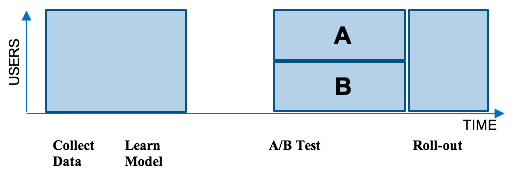 USERS
A
B
TIME
Collect Data
Learn Model
A/B Test
Roll-out